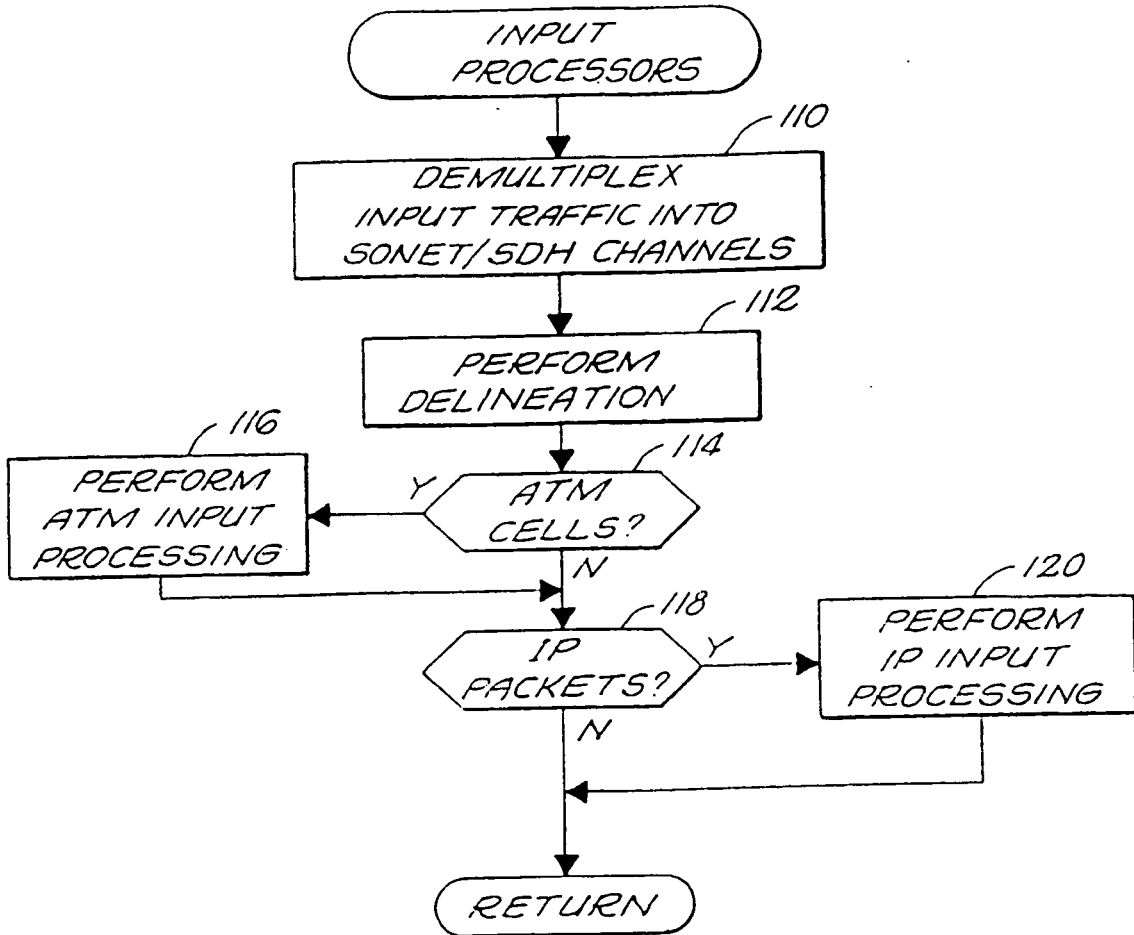 INPUT
PROCESSORS
110
DEMULTIPLEX
INPUT TRAFFIC INTO
SONET/SDH CHANNELS
112
PERFORM
DELINEATION
114
ATM
CELLS?
Y
N
116
PERFORM
ATM INPUT
PROCESSING
118
IP
PACKETS?
Y
N
120
PERFORM
IP INPUT
PROCESSING
RETURN